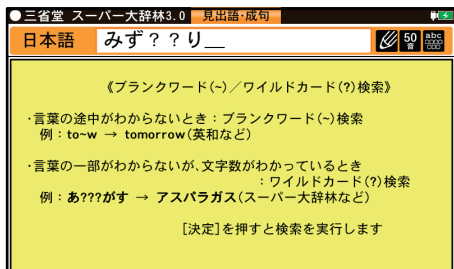 ●三省堂 スーパー大辞林3.0 見出語・成句
日本語 みず??り＿ 50音 abc
《ブランクワード(~)／ワイルドカード(?)検索》
・言葉の途中がわからないとき：ブランクワード(~)検索
例：to~w → tomorrow(英和など)
・言葉の一部がわからないが､文字数がわかっているとき
：ワイルドカード(?)検索
例：あ???がす → アスパラガス(スーパー大辞林など)
[決定]を押すと検索を実行します